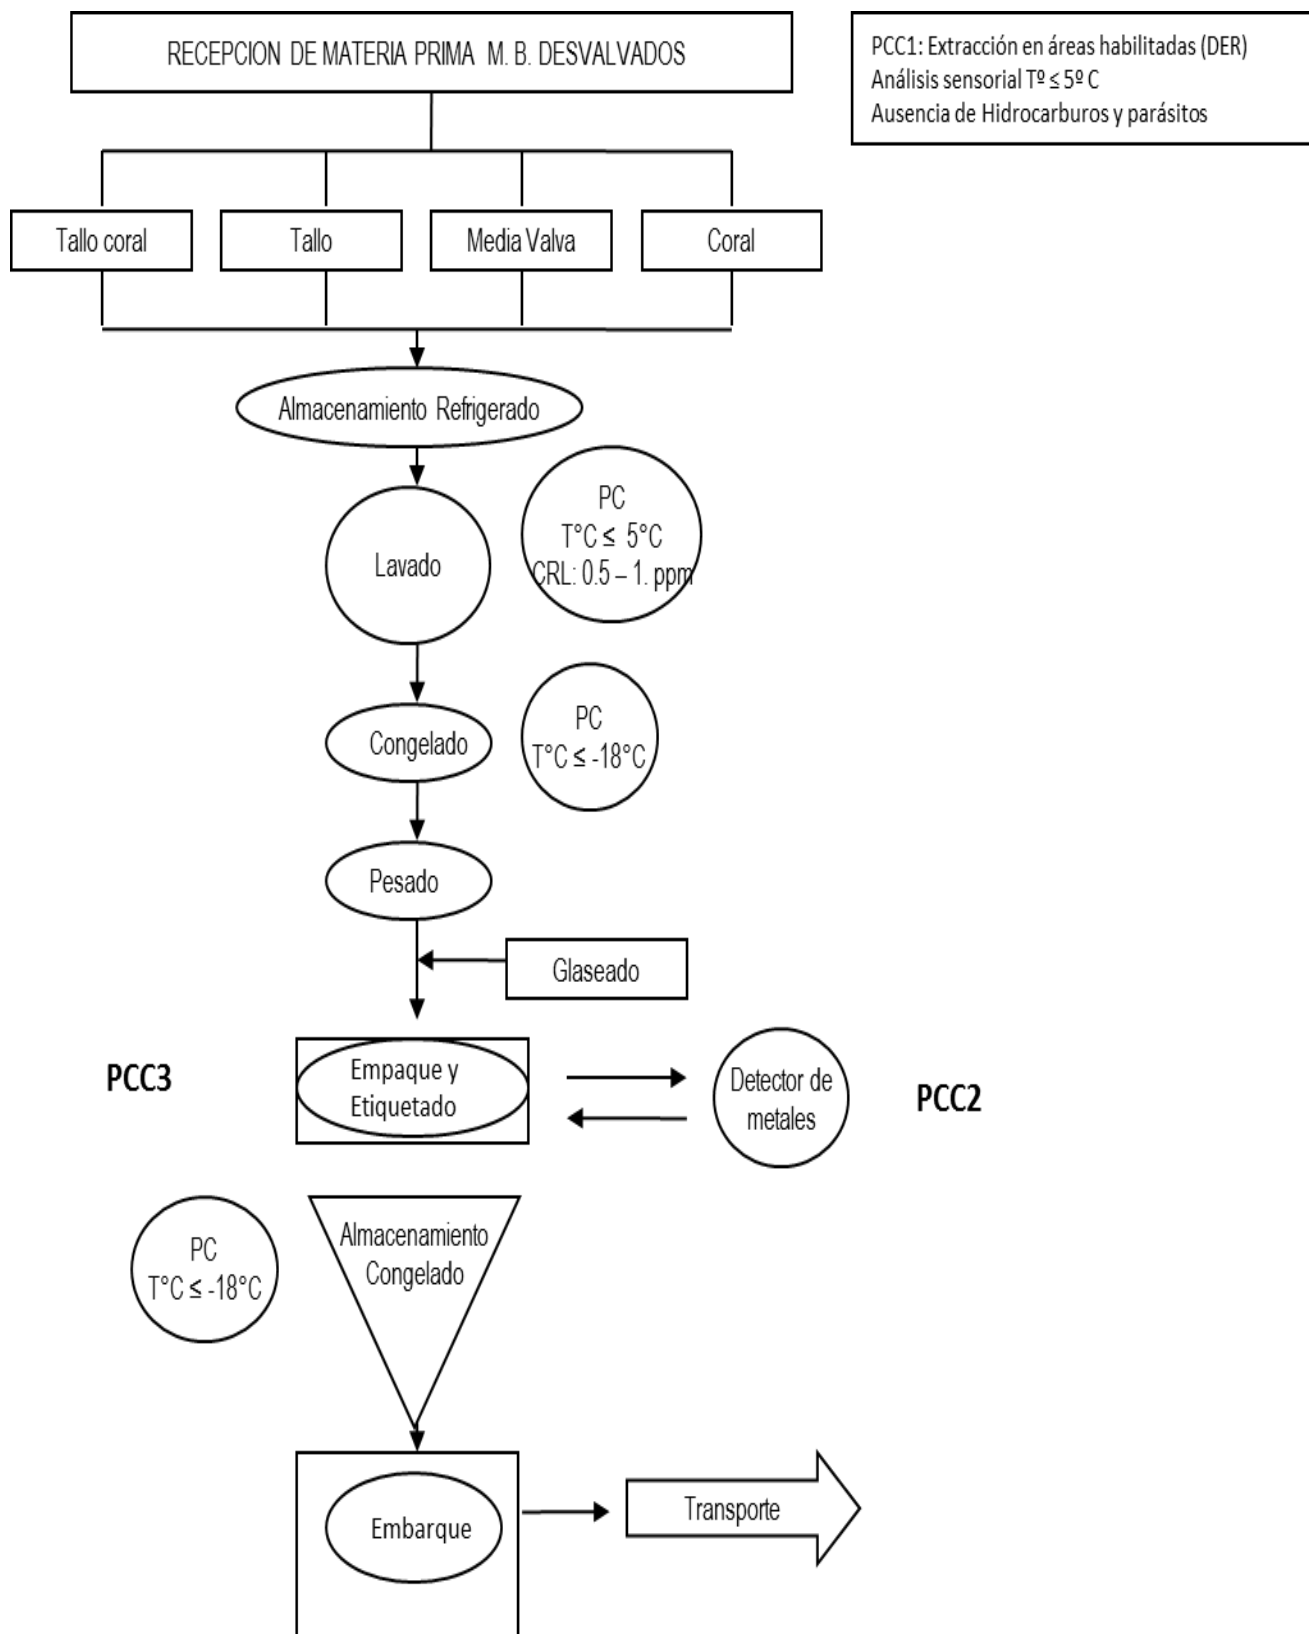 RECEPCION DE MATERIA PRIMA M. B. DESVALVADOS
PCC1: Extracción en áreas habilitadas (DER)
Análisis sensorial Tº ≤ 5º C
Ausencia de Hidrocarburos y parásitos
Tallo coral
Tallo
Media Valva
Coral
Almacenamiento Refrigerado
Lavado
PC
T°C ≤ 5°C
CRL: 0.5 – 1. ppm
Congelado
PC
T°C ≤ -18°C
Pesado
Glaseado
PCC3
Empaque y
Etiquetado
Detector de
metales
PCC2
PC
T°C ≤ -18°C
Almacenamiento
Congelado
Embarque
Transporte